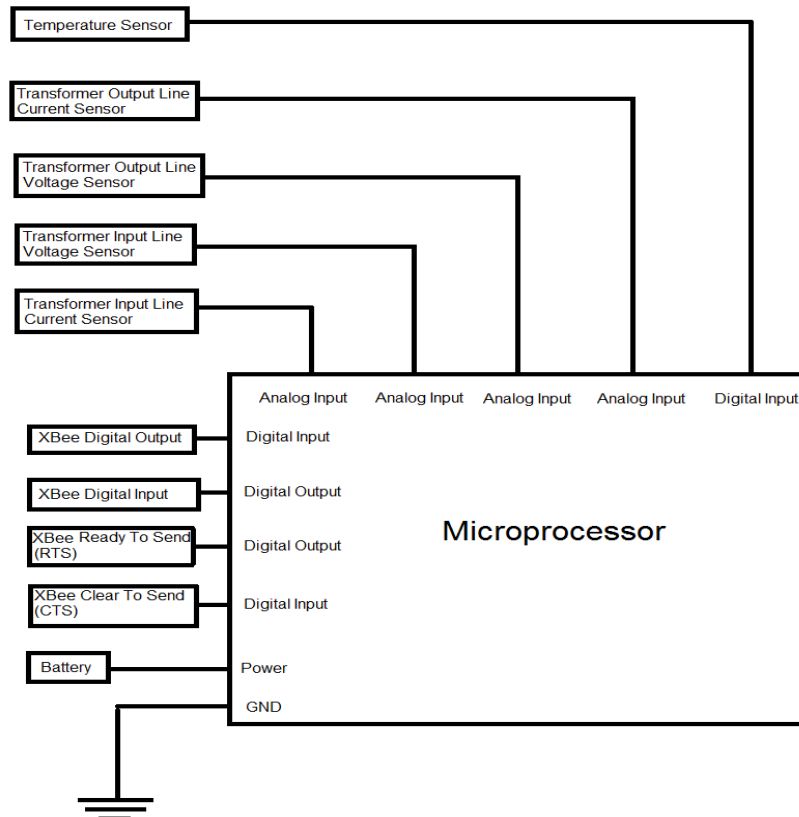 Temperature Sensor
Transformer Output Line
Current Sensor
Transformer Output Line
Voltage Sensor
Transformer Input Line
Voltage Sensor
Transformer Input Line
Current Sensor
Analog Input
Analog Input
Analog Input
Analog Input
Digital Input
XBee Digital Output
Digital Input
XBee Digital Input
Digital Output
Microprocessor
XBee Ready To Send
(RTS)
Digital Output
XBee Clear To Send
(CTS)
Digital Input
Battery
Power
GND